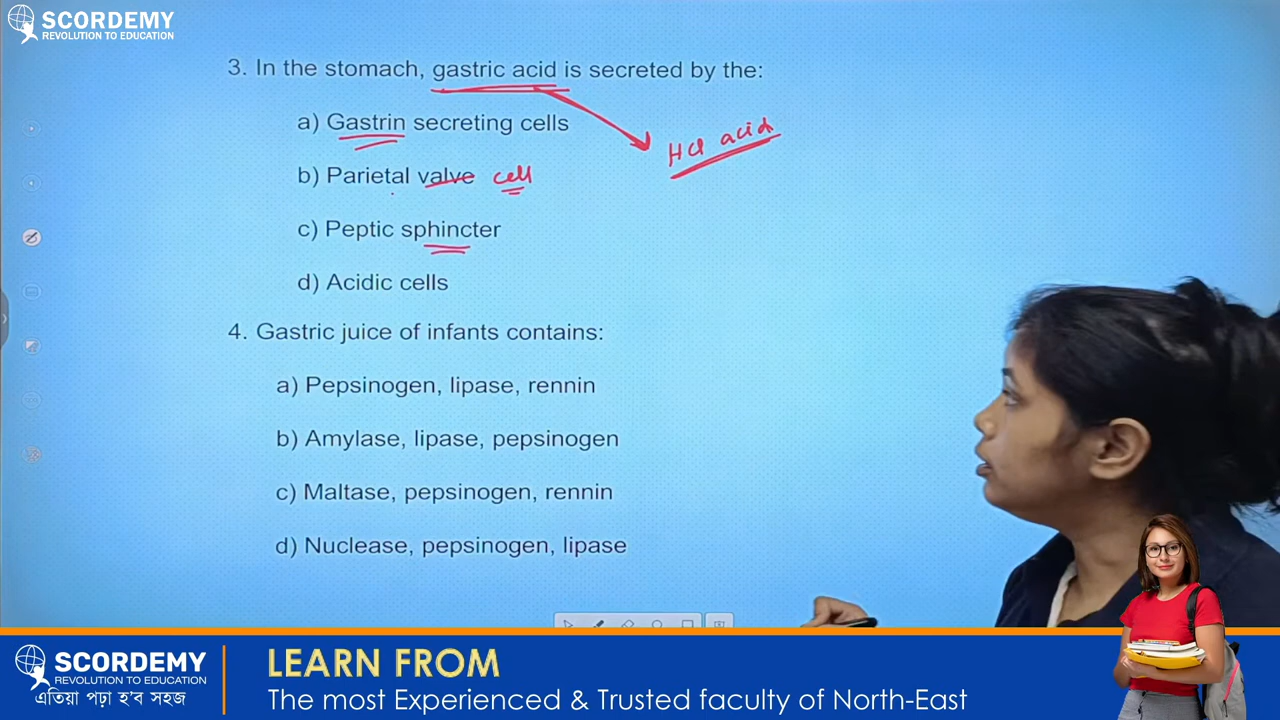 SCORDEMY
REVOLUTION TO EDUCATION
3. In the stomach, gastric acid is secreted by the:
a) Gastrin secreting cells
HCl acid
b) Parietal valve cell
c) Peptic sphincter
d) Acidic cells
4. Gastric juice of infants contains:
a) Pepsinogen, lipase, rennin
b) Amylase, lipase, pepsinogen
c) Maltase, pepsinogen, rennin
d) Nuclease, pepsinogen, lipase
SCORDEMY
REVOLUTION TO EDUCATION
এতিয়া পঢ়া হ'ব সহজ
LEARN FROM
The most Experienced & Trusted faculty of North-East